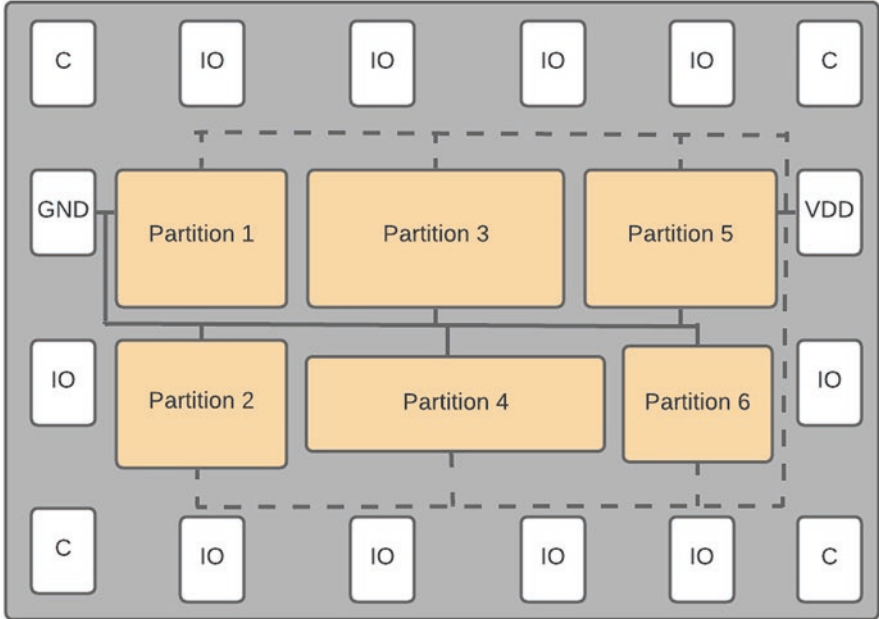 C IO IO IO IO C
GND Partition 1 Partition 3 Partition 5 VDD
IO Partition 2 Partition 4 Partition 6 IO
C IO IO IO IO C